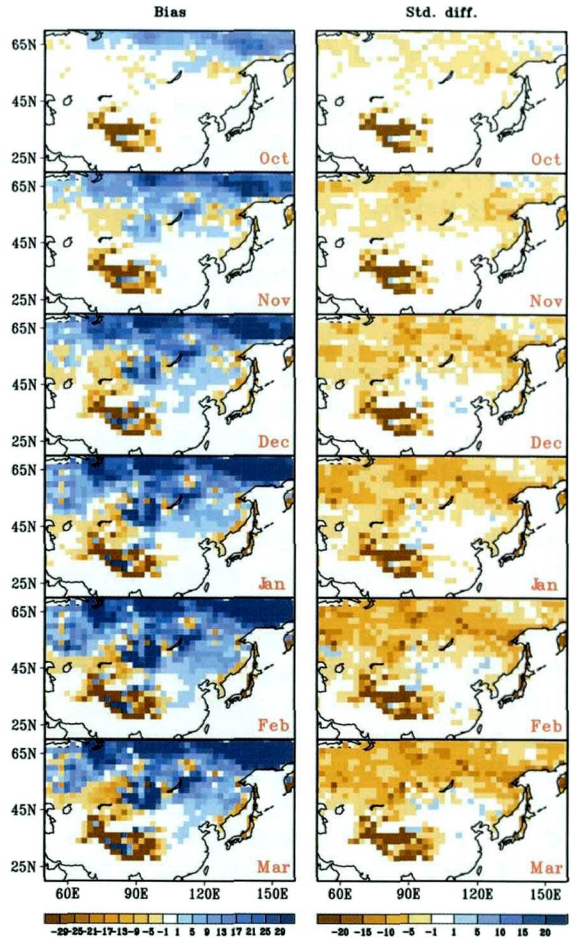 Bias Std. diff.
65N
45N
25N
Oct Oct
65N
45N
25N
Nov Nov
65N
45N
25N
Dec Dec
65N
45N
25N
Jan Jan
65N
45N
25N
Feb Feb
65N
45N
25N
Mar Mar
60E 90E 120E 150E 60E 90E 120E 150E
-29 -25 -21 -17 -13 -9 -5 -1 1 5 9 13 17 21 25 29 -20 -15 -10 -5 -1 1 5 10 15 20